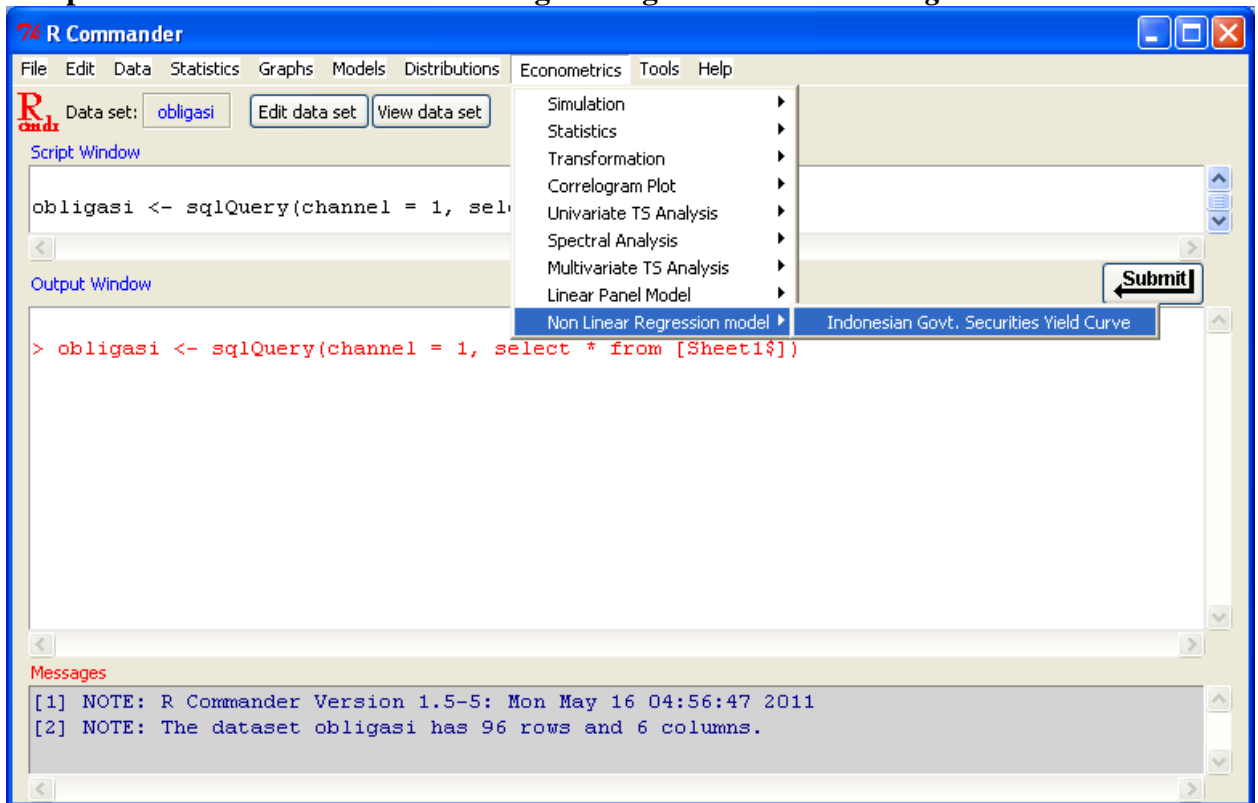 R Commander
File Edit Data Statistics Graphs Models Distributions Econometrics Tools Help
R cmdr Data set: obligasi Edit data set View data set
Simulation
Statistics
Transformation
Correlogram Plot
Univariate TS Analysis
Spectral Analysis
Multivariate TS Analysis
Linear Panel Model
Non Linear Regression model Indonesian Govt. Securities Yield Curve
Script Window
obligasi <- sqlQuery(channel = 1, sel
Submit
Output Window
> obligasi <- sqlQuery(channel = 1, select * from [Sheet1$])
Messages
[1] NOTE: R Commander Version 1.5-5: Mon May 16 04:56:47 2011
[2] NOTE: The dataset obligasi has 96 rows and 6 columns.